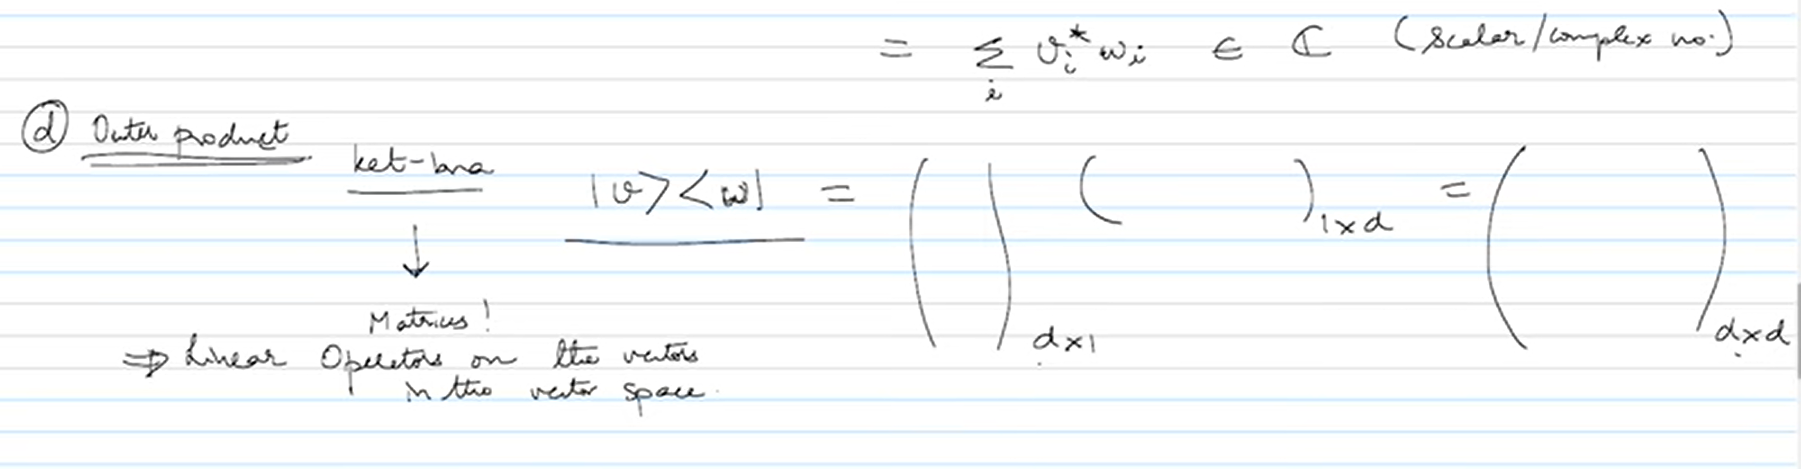 = Σ_i v_i^* w_i ∈ ℂ (scalar/complex no.)
(d) Outer product
ket-bra |v><w| = ( )_{d×1} ( )_{1×d} = ( )_{d×d}
↓
Matrices!
⇒ Linear Operators on the vectors
in the vector space.